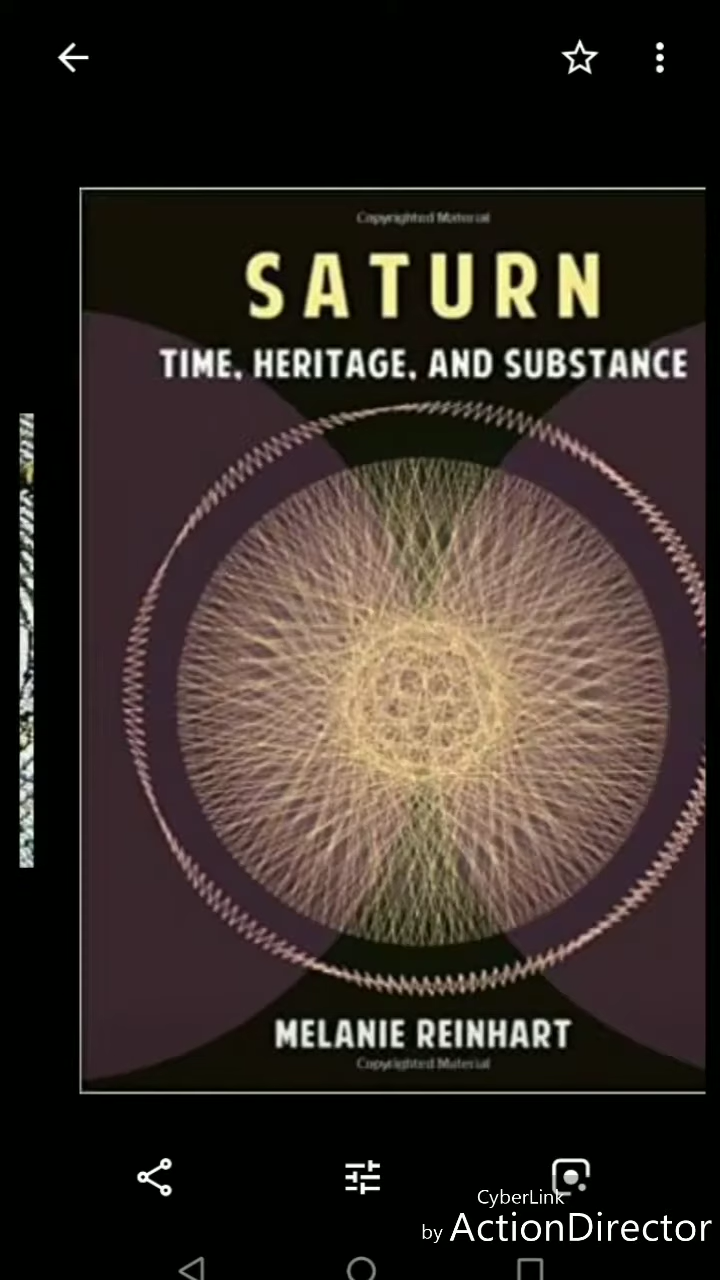 Copyrighted Material
SATURN
TIME, HERITAGE, AND SUBSTANCE
MELANIE REINHART
Copyrighted Material
CyberLink
by ActionDirector